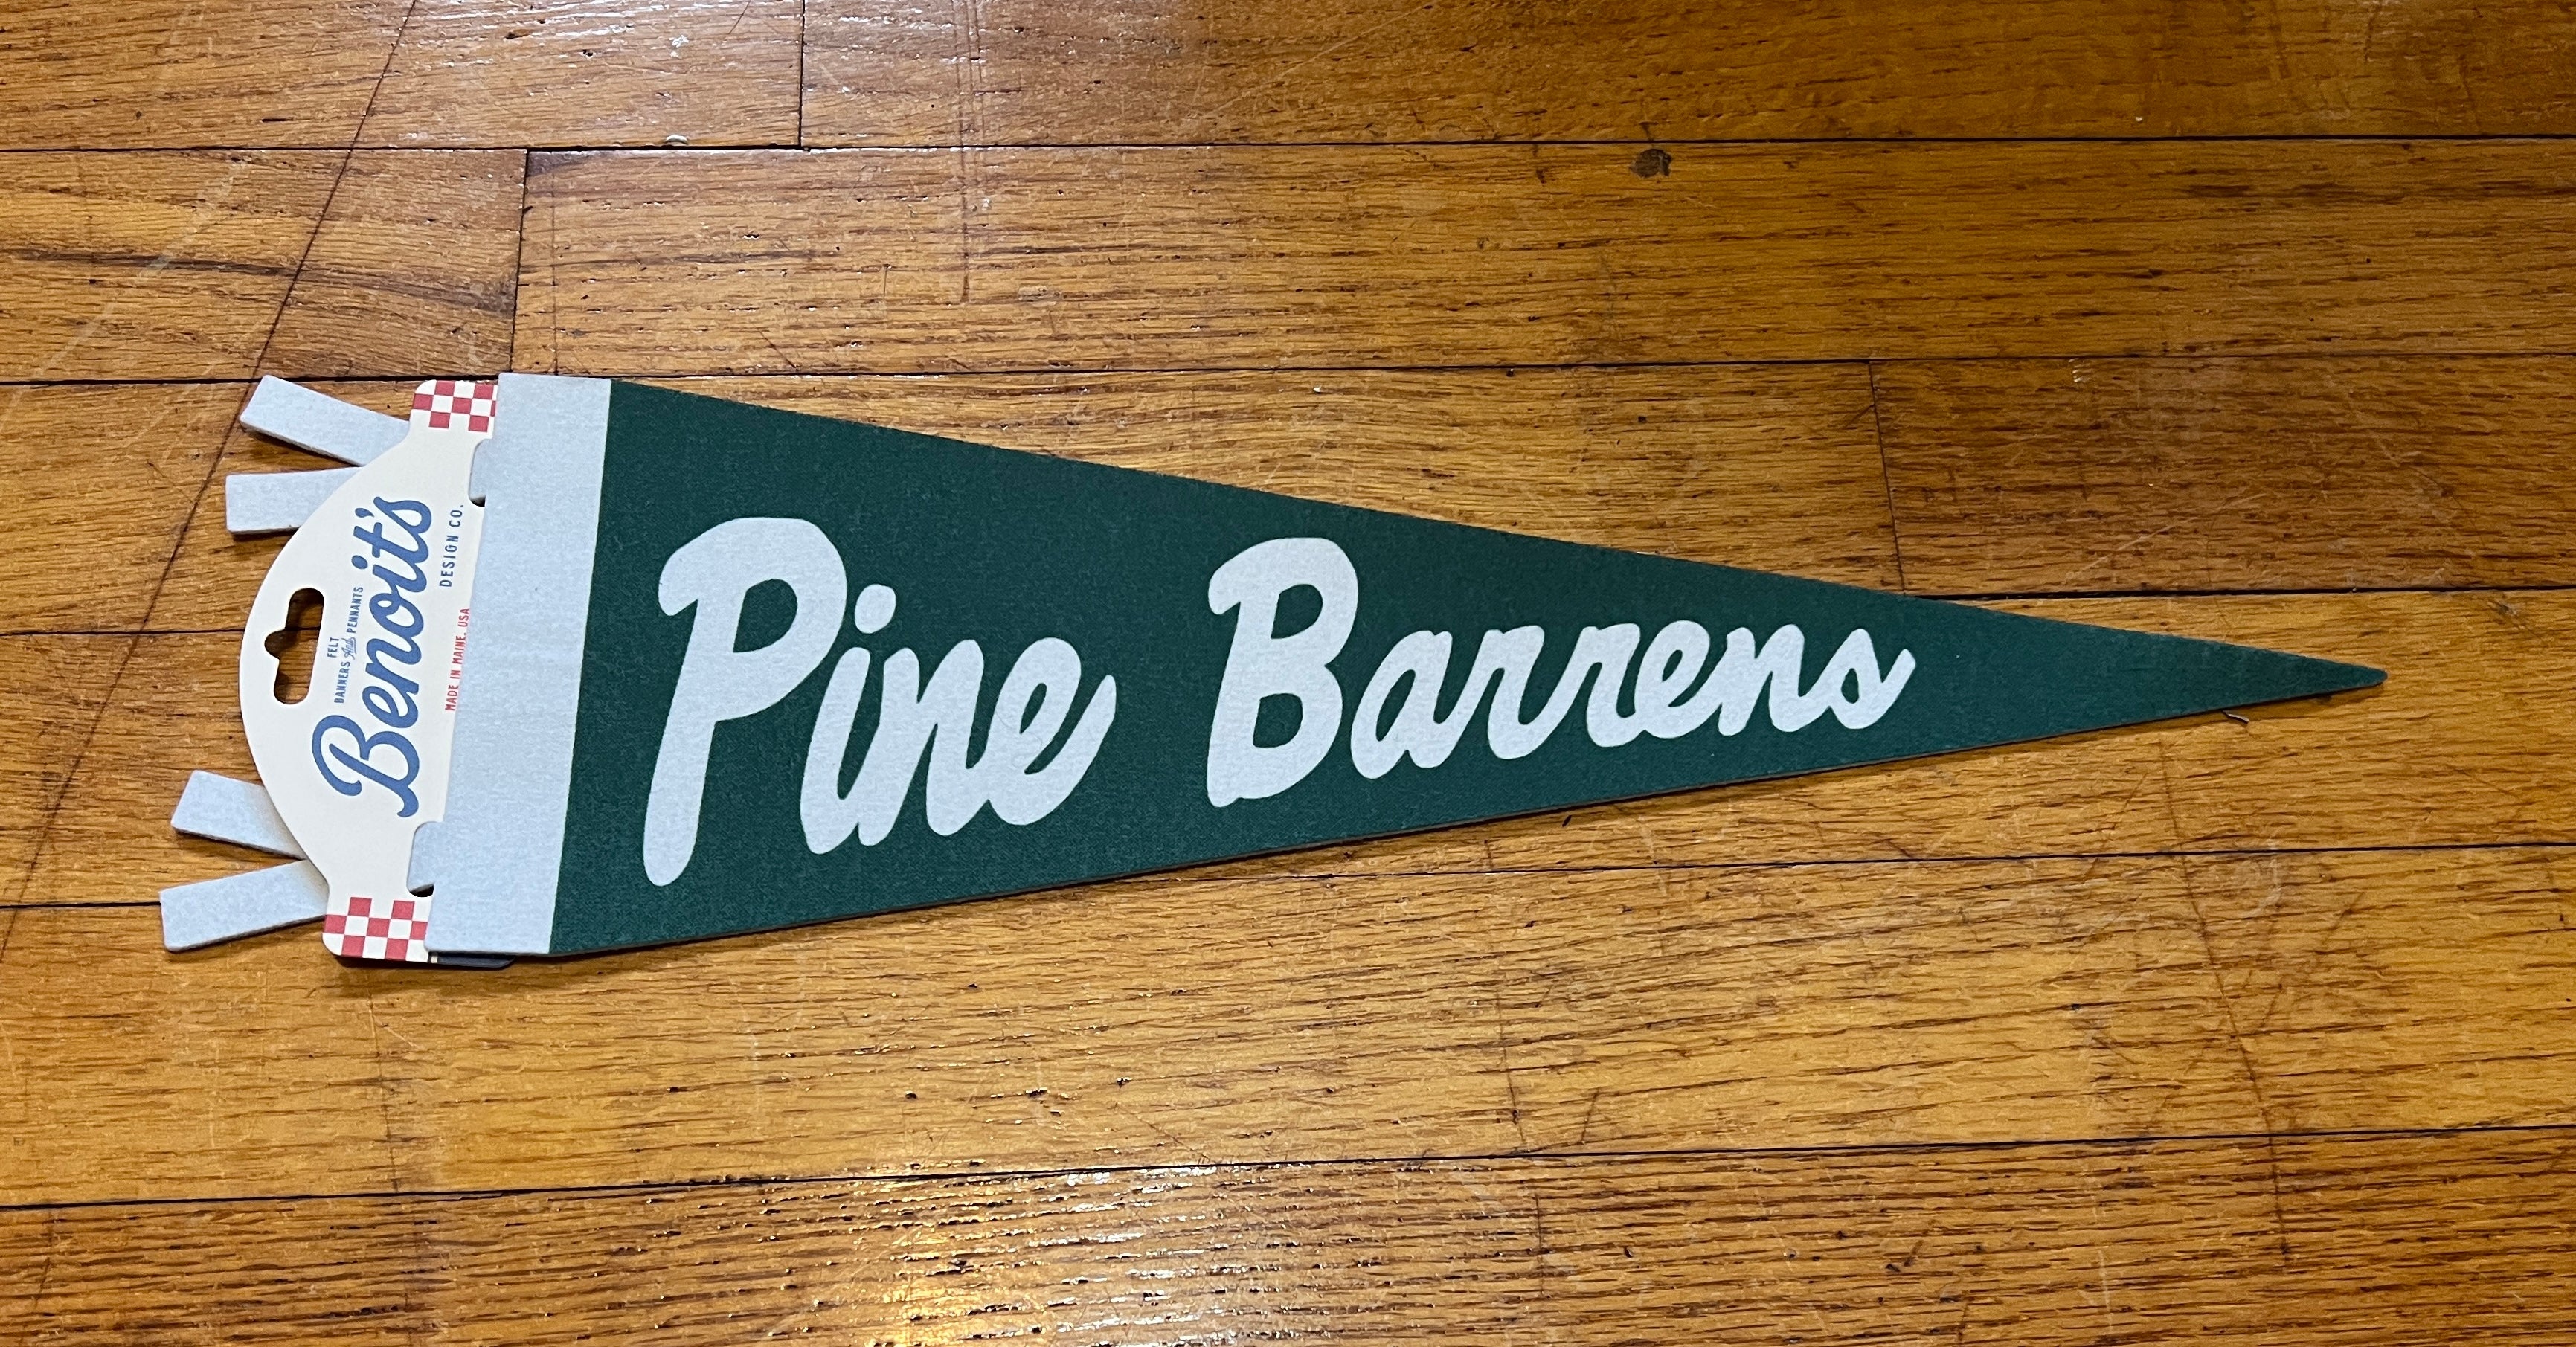 Pine Barrens
FELT
BANNERS And PENNANTS
Benoit's
DESIGN CO.
MADE IN MAINE, USA